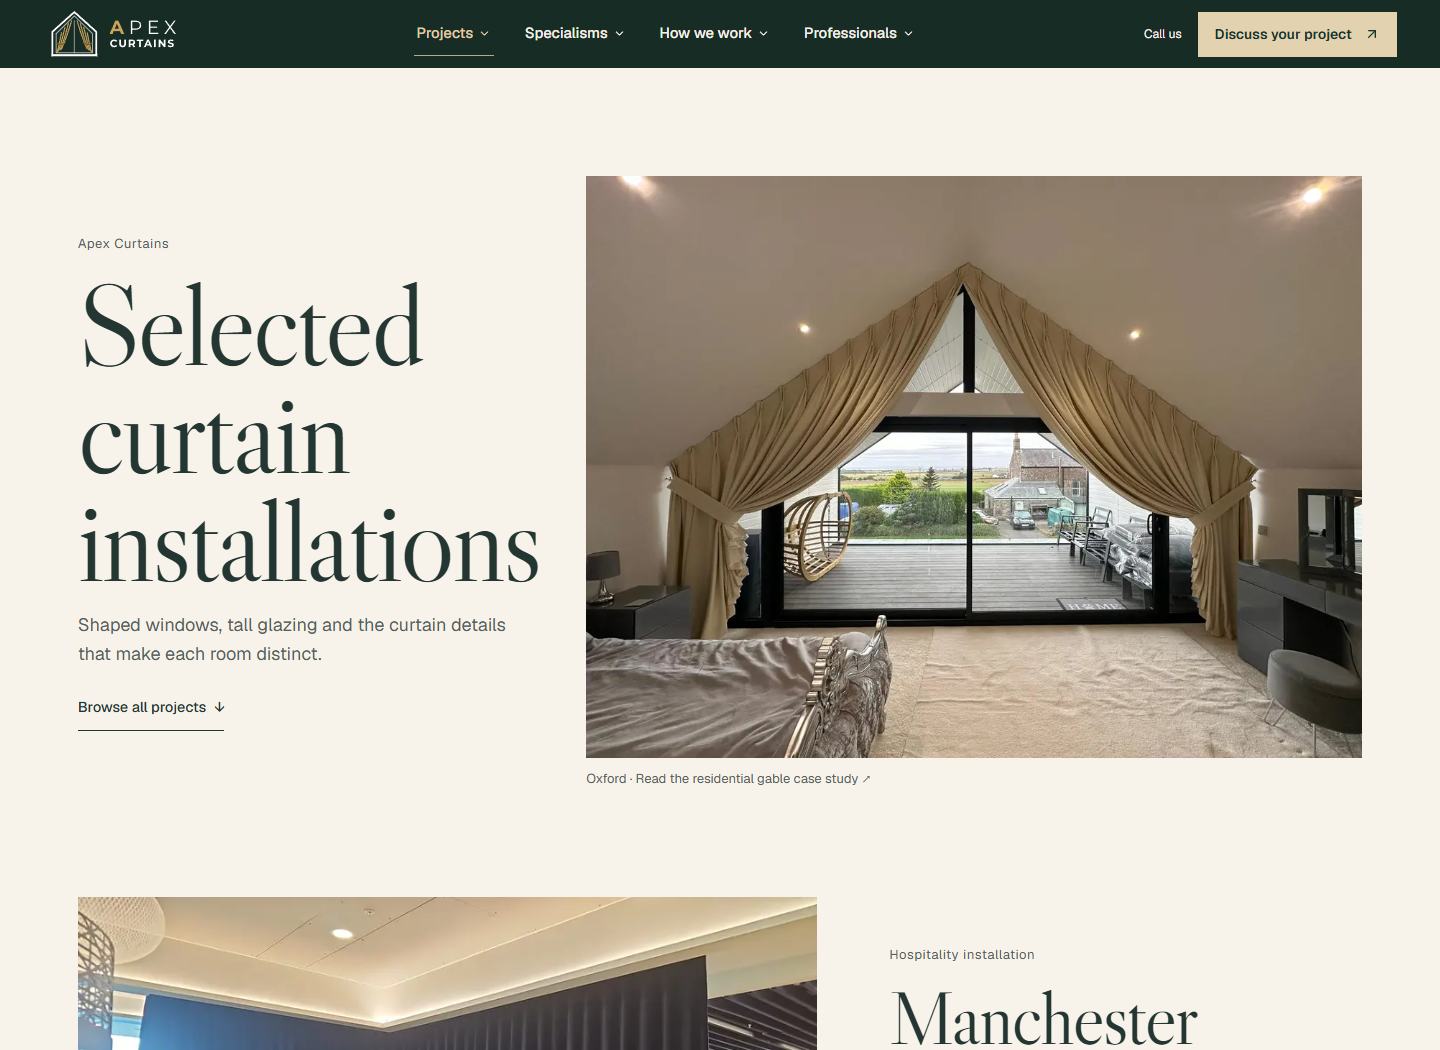 APEX
CURTAINS
Projects
Specialisms
How we work
Professionals
Call us
Discuss your project
Apex Curtains
Selected
curtain
installations
Shaped windows, tall glazing and the curtain details
that make each room distinct.
Browse all projects ↓
HOME
Oxford · Read the residential gable case study ↗
Hospitality installation
Manchester